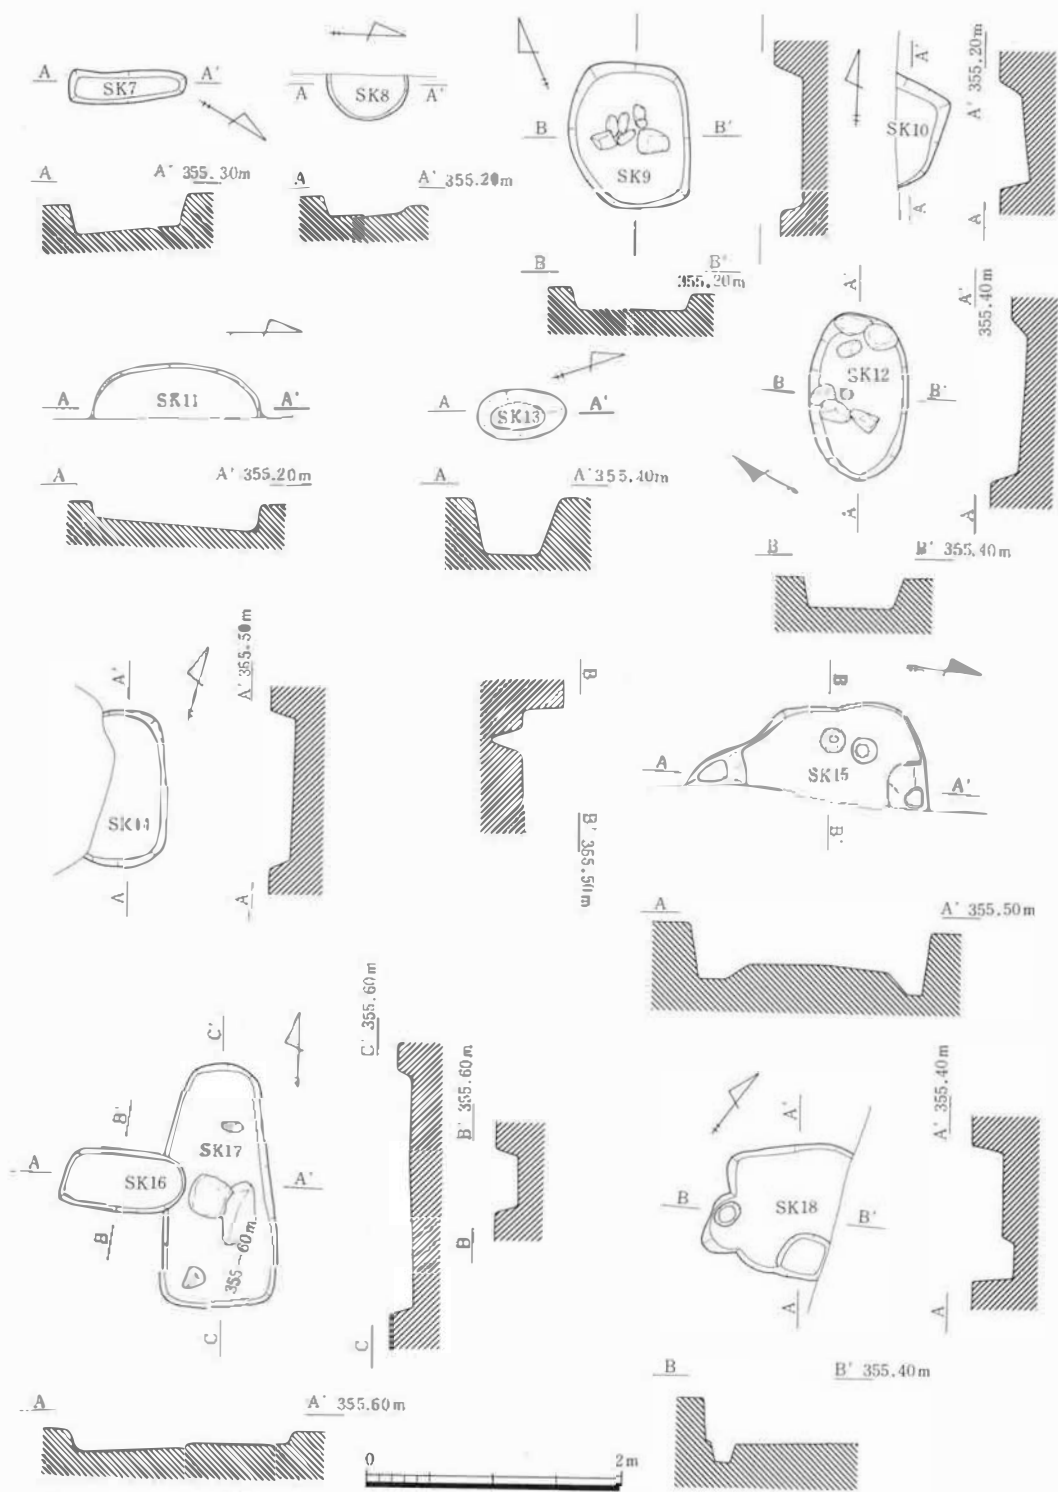 A SK7 A'
A A' 355.30m
A SK8 A'
A A' 355.20m
B SK9 B'
B B' 355.20m
A'
SK10
A
A' 355.20m
A
A SK11 A'
A A' 355.20m
A SK13 A'
A A' 355.40m
A'
B SK12 B'
A
A' 355.40m
A
B B' 355.40m
A'
SK14
A
A' 355.50m
A
B
B' 355.50m
B
A SK15 A'
B'
A A' 355.50m
C'
B'
SK17
A SK16 A'
B
355.60m
C
C' 355.60m
C
B' 355.60m
B
A A' 355.60m
A'
B SK18 B'
A
A' 355.40m
A
B B' 355.40m
0 2m